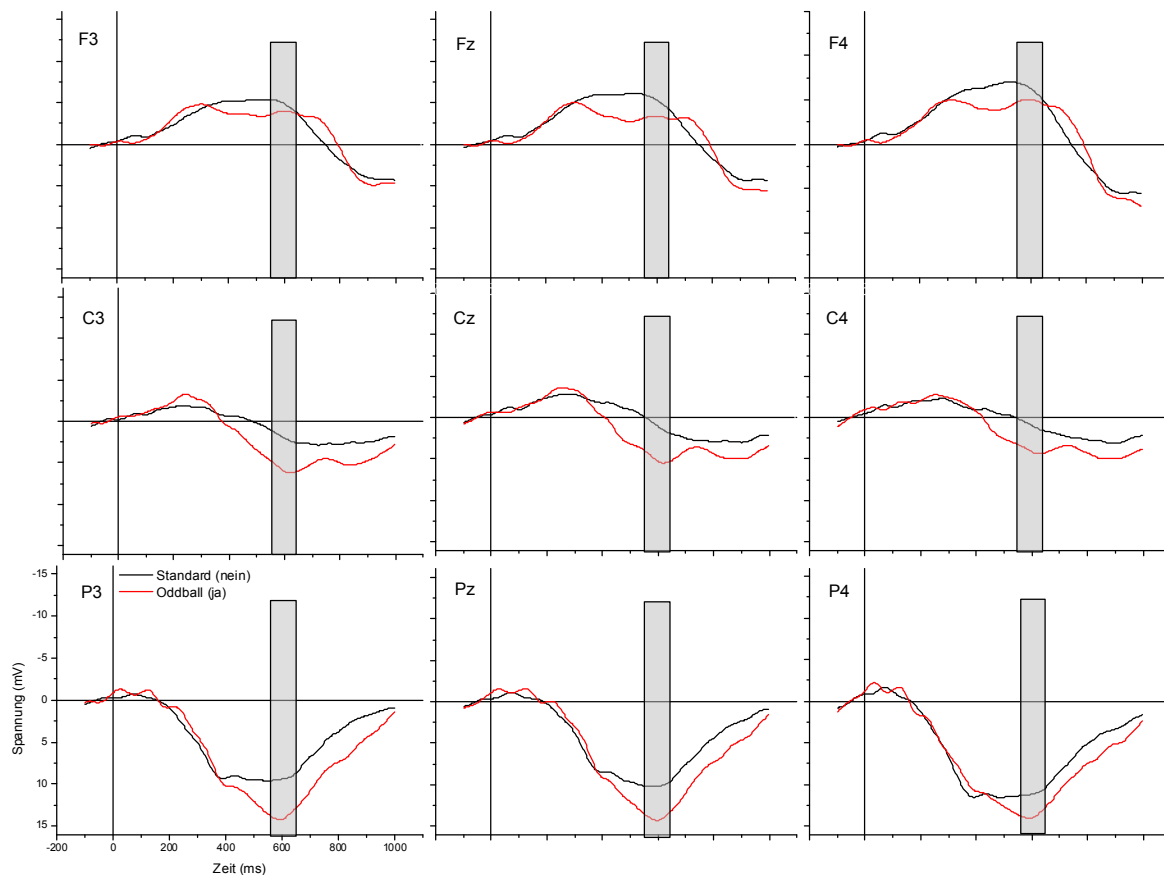 F3
Fz
F4
C3
Cz
C4
P3
Standard (nein)
Oddball (ja)
Pz
P4
-15
-10
-5
0
5
10
15
Spannung (mV)
-200
0
200
400
600
800
1000
Zeit (ms)